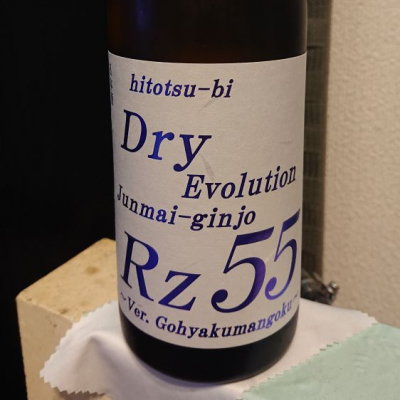 hitotsu-bi
Dry
Evolution
Junmai-ginjo
Rz55
~Ver. Gohyakumangoku~